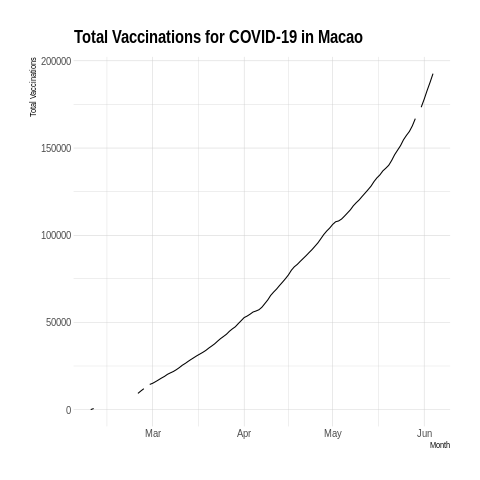 Total Vaccinations for COVID-19 in Macao
Total Vaccinations
200000
150000
100000
50000
0
Mar Apr May Jun
Month